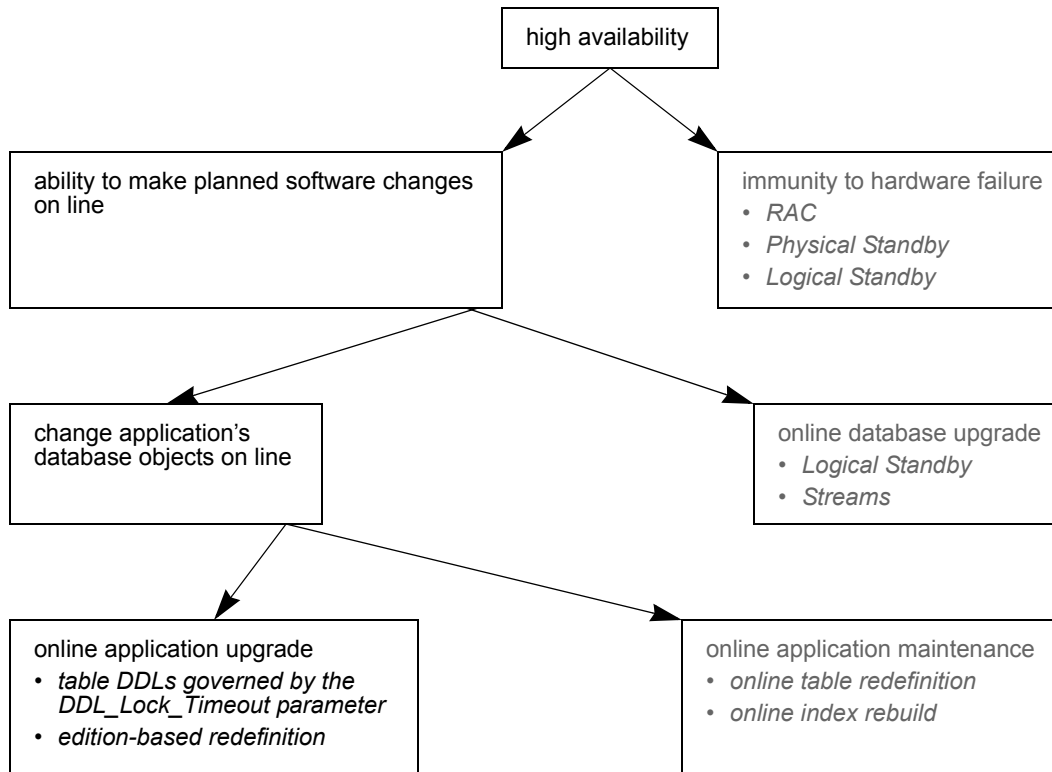 high availability
ability to make planned software changes
on line
immunity to hardware failure
• RAC
• Physical Standby
• Logical Standby
change application's
database objects on line
online database upgrade
• Logical Standby
• Streams
online application upgrade
• table DDLs governed by the
DDL_Lock_Timeout parameter
• edition-based redefinition
online application maintenance
• online table redefinition
• online index rebuild